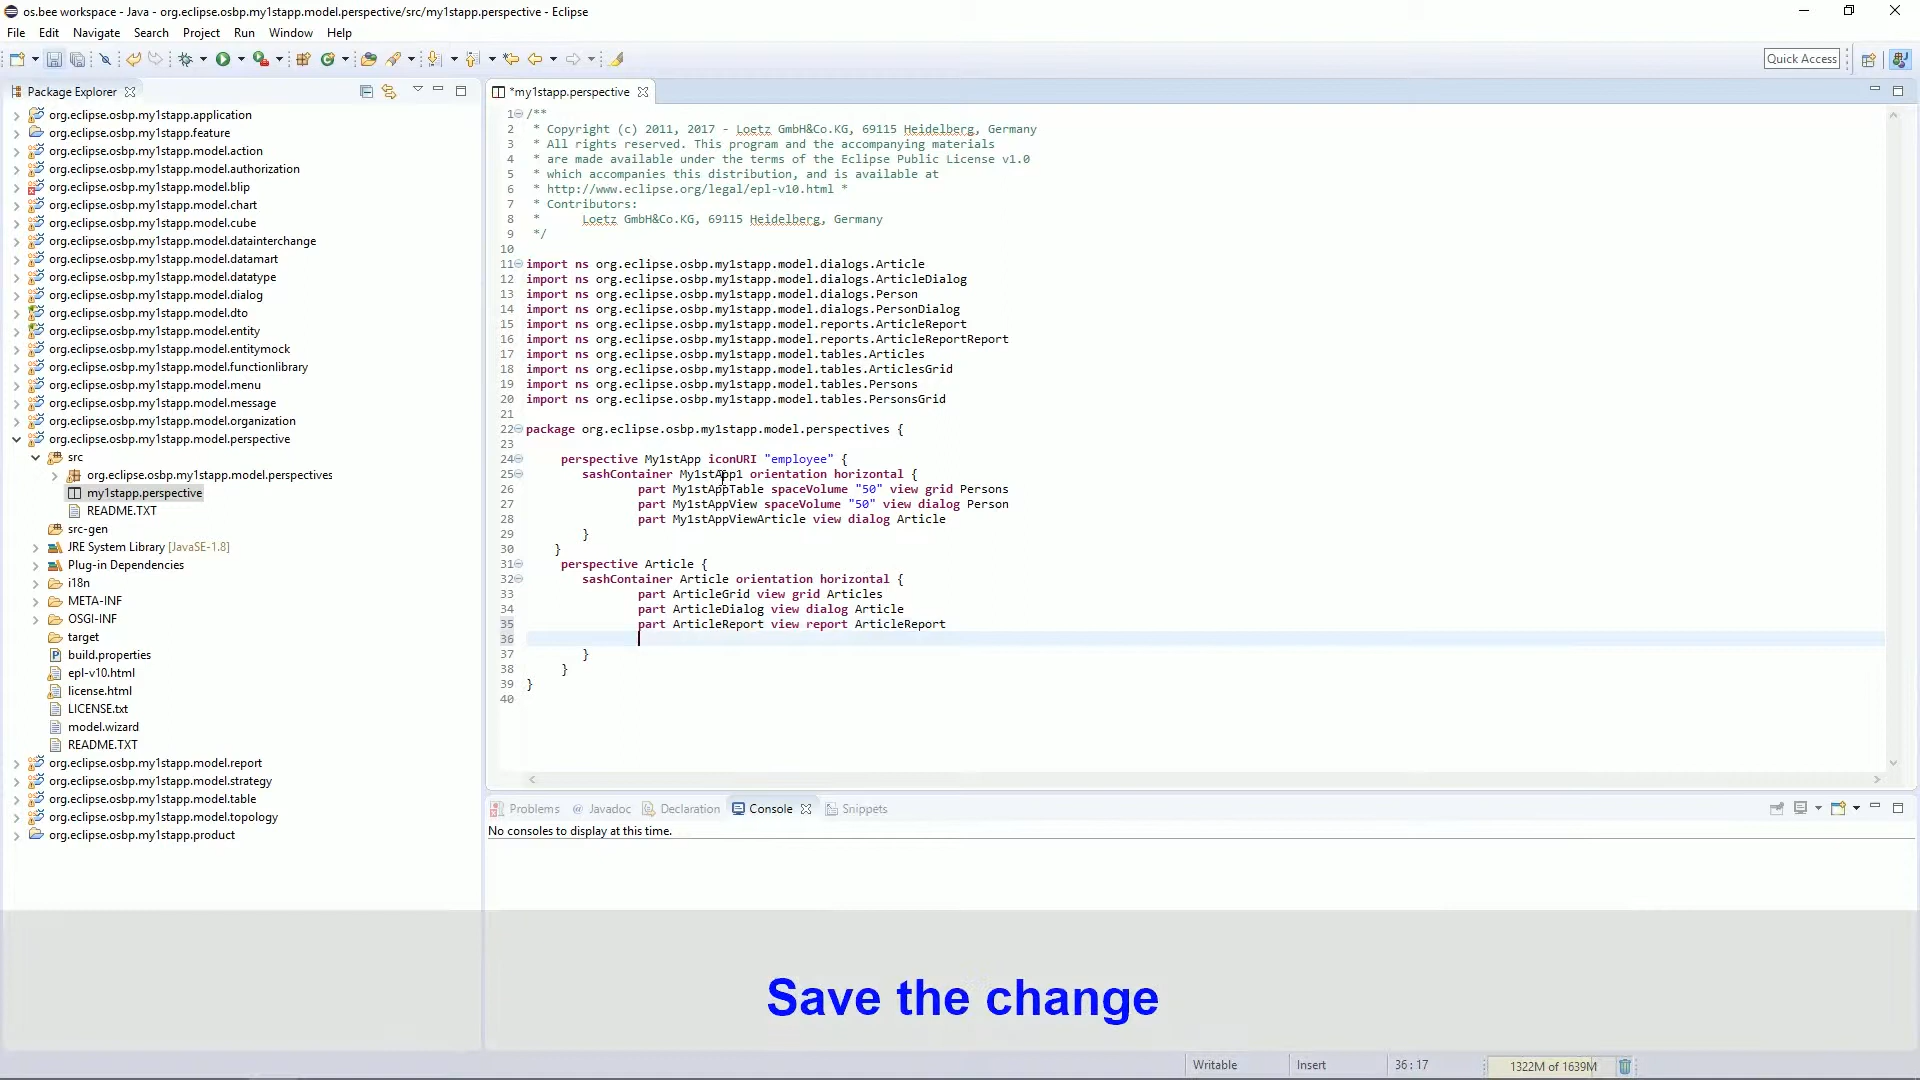 os.bee workspace - Java - org.eclipse.osbp.my1stapp.model.perspective/src/my1stapp.perspective - Eclipse
File Edit Navigate Search Project Run Window Help
Quick Access
Package Explorer
org.eclipse.osbp.my1stapp.application
org.eclipse.osbp.my1stapp.feature
org.eclipse.osbp.my1stapp.model.action
org.eclipse.osbp.my1stapp.model.authorization
org.eclipse.osbp.my1stapp.model.blip
org.eclipse.osbp.my1stapp.model.chart
org.eclipse.osbp.my1stapp.model.cube
org.eclipse.osbp.my1stapp.model.datainterchange
org.eclipse.osbp.my1stapp.model.datamart
org.eclipse.osbp.my1stapp.model.datatype
org.eclipse.osbp.my1stapp.model.dialog
org.eclipse.osbp.my1stapp.model.dto
org.eclipse.osbp.my1stapp.model.entity
org.eclipse.osbp.my1stapp.model.entitymock
org.eclipse.osbp.my1stapp.model.functionlibrary
org.eclipse.osbp.my1stapp.model.menu
org.eclipse.osbp.my1stapp.model.message
org.eclipse.osbp.my1stapp.model.organization
org.eclipse.osbp.my1stapp.model.perspective
src
org.eclipse.osbp.my1stapp.model.perspectives
my1stapp.perspective
README.TXT
src-gen
JRE System Library [JavaSE-1.8]
Plug-in Dependencies
i18n
META-INF
OSGI-INF
target
build.properties
epl-v10.html
license.html
LICENSE.txt
model.wizard
README.TXT
org.eclipse.osbp.my1stapp.model.report
org.eclipse.osbp.my1stapp.model.strategy
org.eclipse.osbp.my1stapp.model.table
org.eclipse.osbp.my1stapp.model.topology
org.eclipse.osbp.my1stapp.product
*my1stapp.perspective
1 /**
2 * Copyright (c) 2011, 2017 - Loetz GmbH&Co.KG, 69115 Heidelberg, Germany
3 * All rights reserved. This program and the accompanying materials
4 * are made available under the terms of the Eclipse Public License v1.0
5 * which accompanies this distribution, and is available at
6 * http://www.eclipse.org/legal/epl-v10.html *
7 * Contributors:
8 * Loetz GmbH&Co.KG, 69115 Heidelberg, Germany
9 */
10
11 import ns org.eclipse.osbp.my1stapp.model.dialogs.Article
12 import ns org.eclipse.osbp.my1stapp.model.dialogs.ArticleDialog
13 import ns org.eclipse.osbp.my1stapp.model.dialogs.Person
14 import ns org.eclipse.osbp.my1stapp.model.dialogs.PersonDialog
15 import ns org.eclipse.osbp.my1stapp.model.reports.ArticleReport
16 import ns org.eclipse.osbp.my1stapp.model.reports.ArticleReportReport
17 import ns org.eclipse.osbp.my1stapp.model.tables.Articles
18 import ns org.eclipse.osbp.my1stapp.model.tables.ArticlesGrid
19 import ns org.eclipse.osbp.my1stapp.model.tables.Persons
20 import ns org.eclipse.osbp.my1stapp.model.tables.PersonsGrid
21
22 package org.eclipse.osbp.my1stapp.model.perspectives {
23
24 perspective My1stApp iconURI "employee" {
25 sashContainer My1stApp1 orientation horizontal {
26 part My1stAppTable spaceVolume "50" view grid Persons
27 part My1stAppView spaceVolume "50" view dialog Person
28 part My1stAppViewArticle view dialog Article
29 }
30 }
31 perspective Article {
32 sashContainer Article orientation horizontal {
33 part ArticleGrid view grid Articles
34 part ArticleDialog view dialog Article
35 part ArticleReport view report ArticleReport
36
37 }
38 }
39 }
40
Problems @ Javadoc Declaration Console Snippets
No consoles to display at this time.
Save the change
Writable Insert 36 : 17 1322M of 1639M